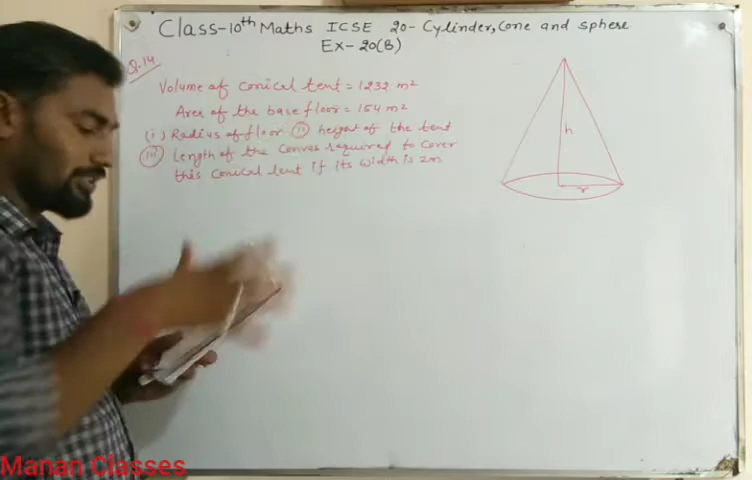 Class-10th Maths ICSE 20- Cylinder, Cone and sphere
Ex-20(B)
Q.14
Volume of conical tent = 1232 m²
Area of the base floor = 154 m²
(i) Radius of floor (ii) height of the tent
(iii) Length of the canvas required to cover
this conical tent if its width is 2m
h
r
Manan Classes